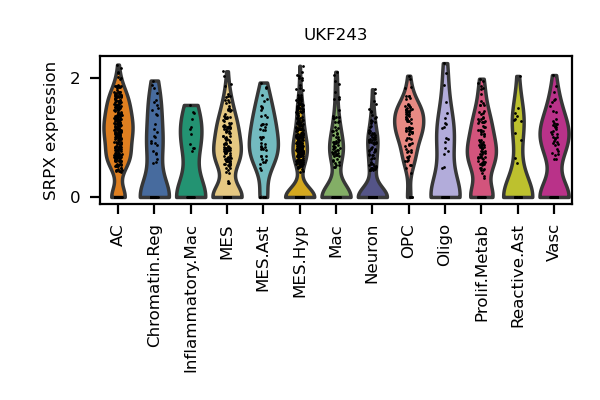 UKF243
SRPX expression
2
0
AC
Chromatin.Reg
Inflammatory.Mac
MES
MES.Ast
MES.Hyp
Mac
Neuron
OPC
Oligo
Prolif.Metab
Reactive.Ast
Vasc